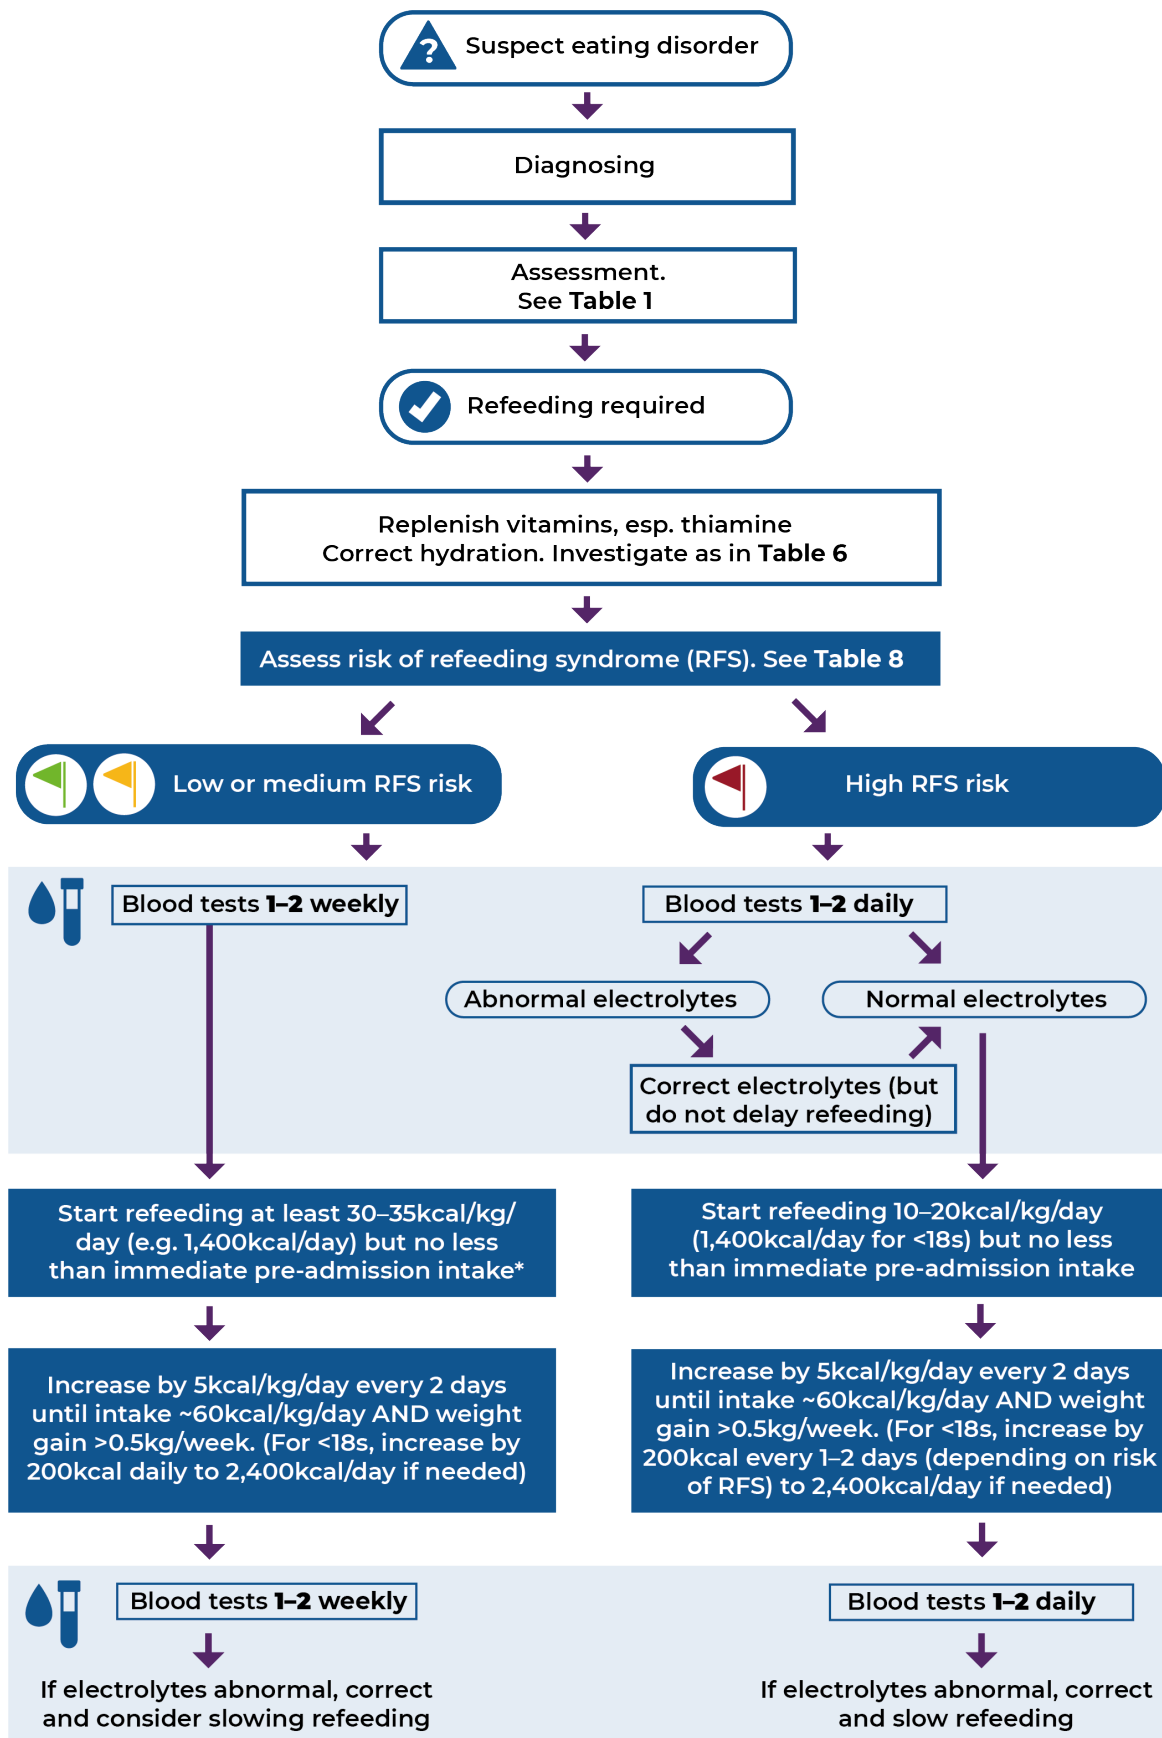 ?
Suspect eating disorder
Diagnosing
Assessment.
See Table 1
Refeeding required
Replenish vitamins, esp. thiamine
Correct hydration. Investigate as in Table 6
Assess risk of refeeding syndrome (RFS). See Table 8
Low or medium RFS risk
High RFS risk
Blood tests 1–2 weekly
Blood tests 1–2 daily
Abnormal electrolytes
Normal electrolytes
Correct electrolytes (but
do not delay refeeding)
Start refeeding at least 30–35kcal/kg/
day (e.g. 1,400kcal/day) but no less
than immediate pre-admission intake*
Start refeeding 10–20kcal/kg/day
(1,400kcal/day for <18s) but no less
than immediate pre-admission intake
Increase by 5kcal/kg/day every 2 days
until intake ~60kcal/kg/day AND weight
gain >0.5kg/week. (For <18s, increase by
200kcal daily to 2,400kcal/day if needed)
Increase by 5kcal/kg/day every 2 days
until intake ~60kcal/kg/day AND weight
gain >0.5kg/week. (For <18s, increase by
200kcal every 1–2 days (depending on risk
of RFS) to 2,400kcal/day if needed)
Blood tests 1–2 weekly
Blood tests 1–2 daily
If electrolytes abnormal, correct
and consider slowing refeeding
If electrolytes abnormal, correct
and slow refeeding